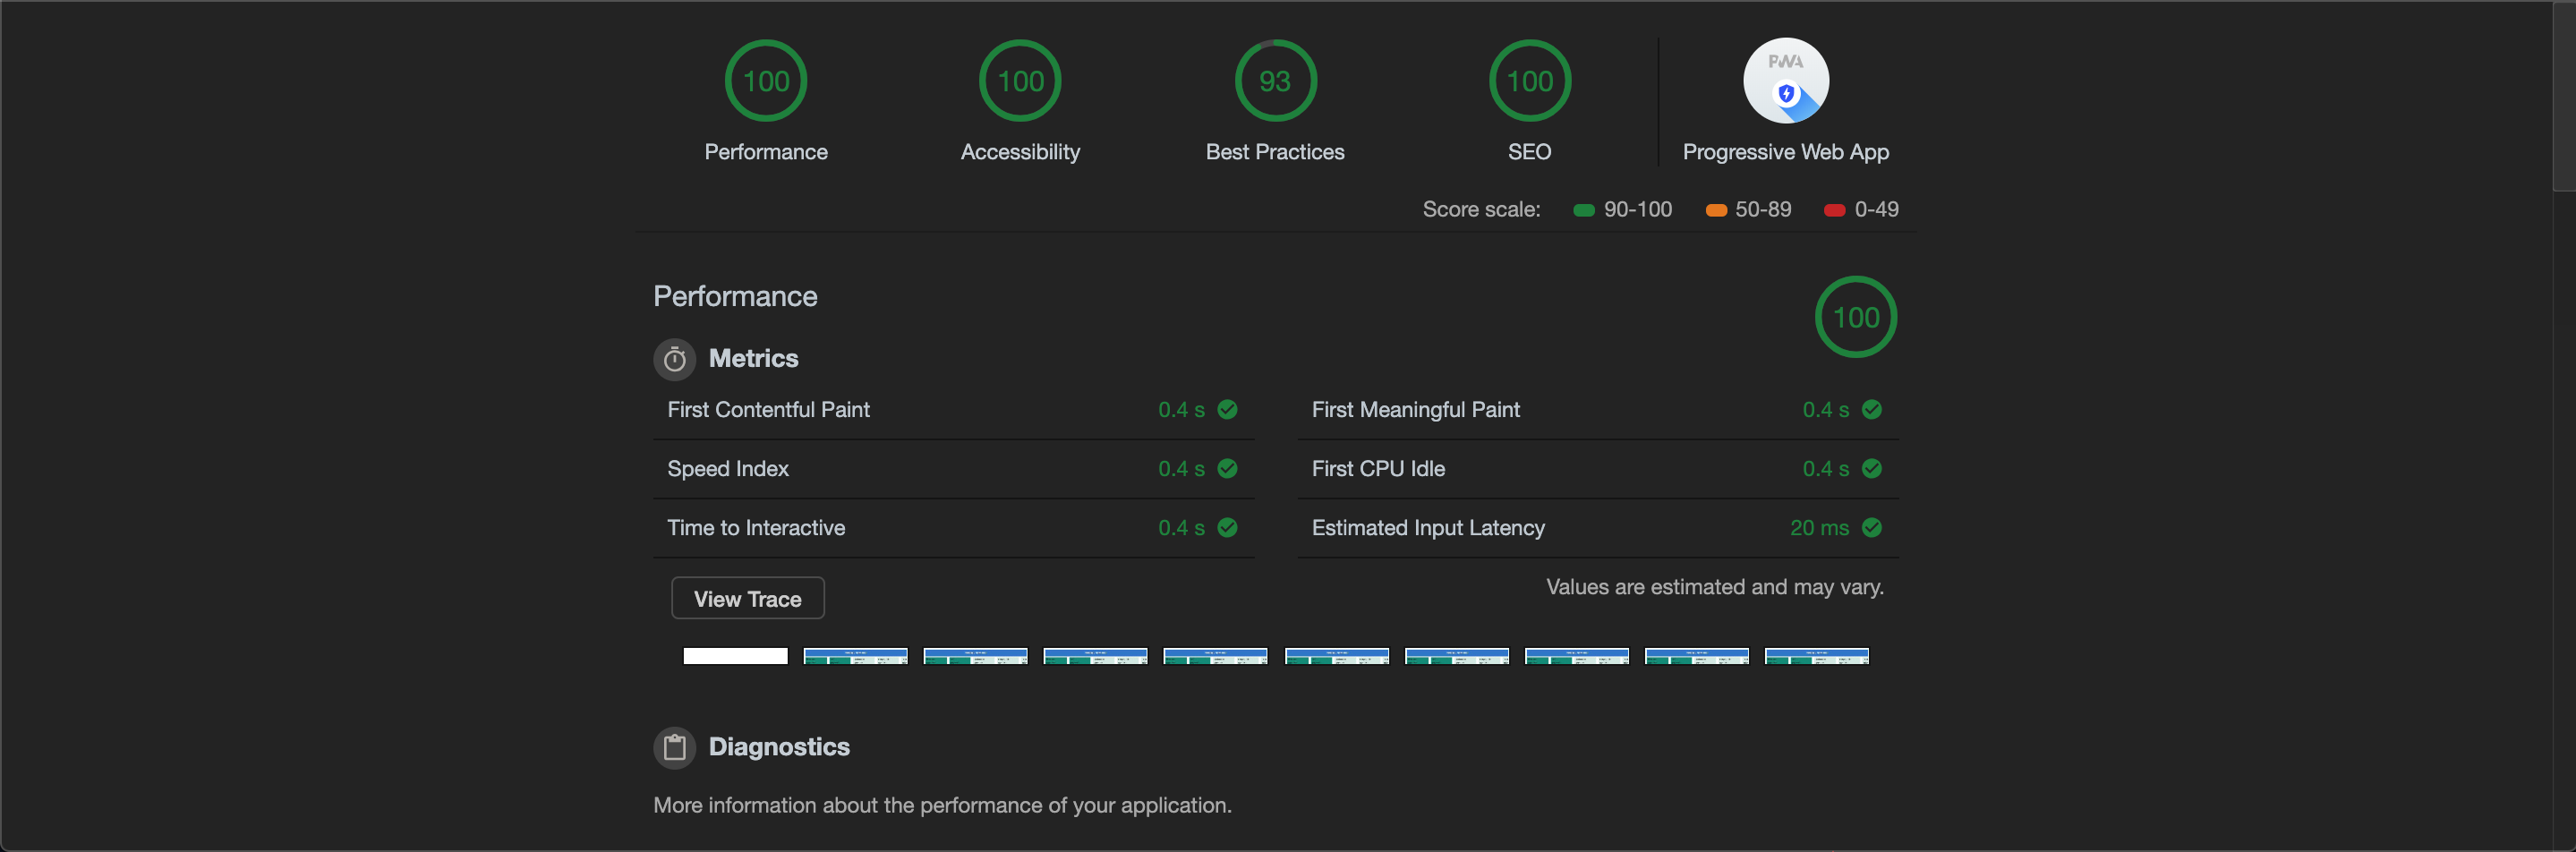 100 100 93 100 PWA
Performance Accessibility Best Practices SEO Progressive Web App
Score scale: 90-100 50-89 0-49
Performance 100
Metrics
First Contentful Paint 0.4 s First Meaningful Paint 0.4 s
Speed Index 0.4 s First CPU Idle 0.4 s
Time to Interactive 0.4 s Estimated Input Latency 20 ms
View Trace Values are estimated and may vary.
Diagnostics
More information about the performance of your application.